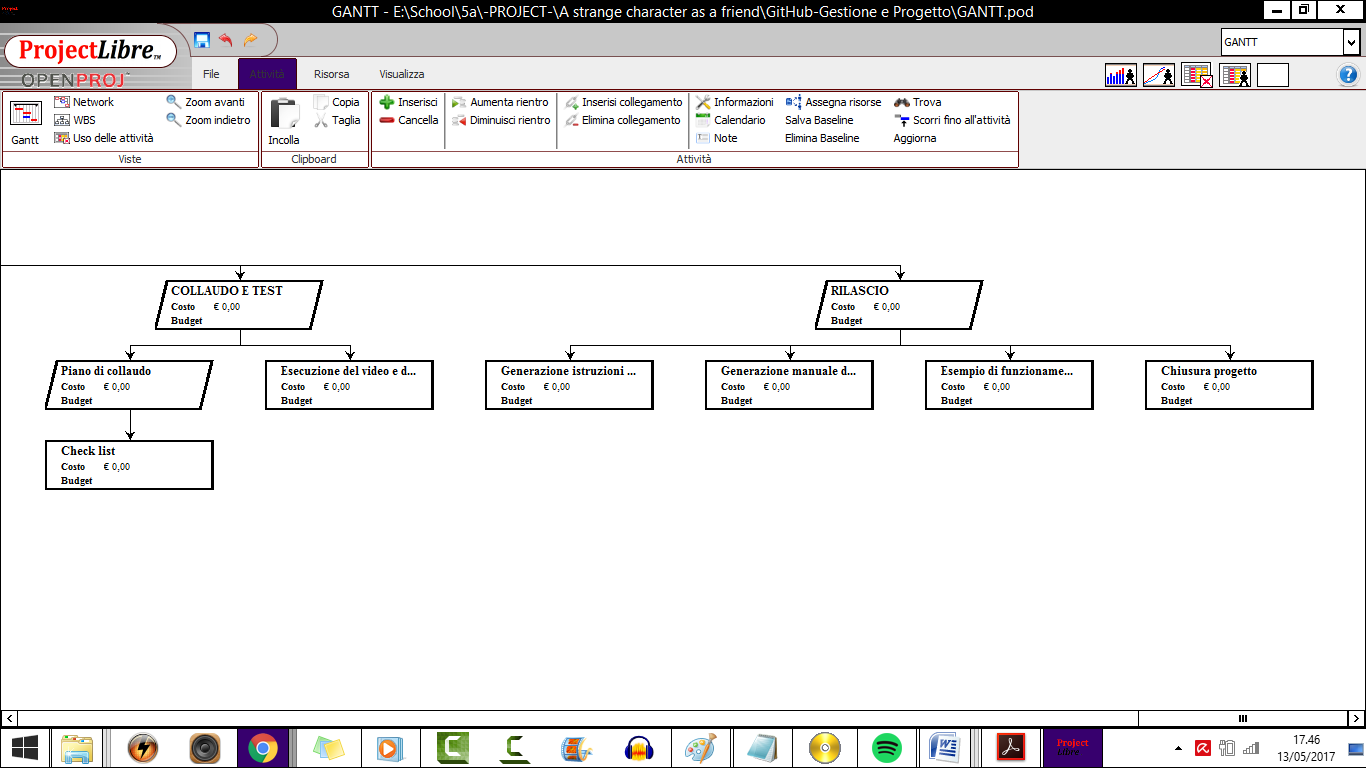 GANTT - E:\School\5a\-PROJECT-\A strange character as a friend\GitHub-Gestione e Progetto\GANTT.pod
ProjectLibre TM
OPENPROJ
GANTT
File Attività Risorsa Visualizza
Network Zoom avanti Copia Inserisci Aumenta rientro Inserisi collegamento Informazioni Assegna risorse Trova
WBS Zoom indietro Taglia Cancella Diminuisci rientro Elimina collegamento Calendario Salva Baseline Scorri fino all'attività
Gantt Uso delle attività Incolla Note Elimina Baseline Aggiorna
Viste Clipboard Attività
COLLAUDO E TEST
Costo € 0,00
Budget
RILASCIO
Costo € 0,00
Budget
Piano di collaudo
Costo € 0,00
Budget
Esecuzione del video e d...
Costo € 0,00
Budget
Generazione istruzioni ...
Costo € 0,00
Budget
Generazione manuale d...
Costo € 0,00
Budget
Esempio di funzioname...
Costo € 0,00
Budget
Chiusura progetto
Costo € 0,00
Budget
Check list
Costo € 0,00
Budget
Project
Libre
17.46
13/05/2017